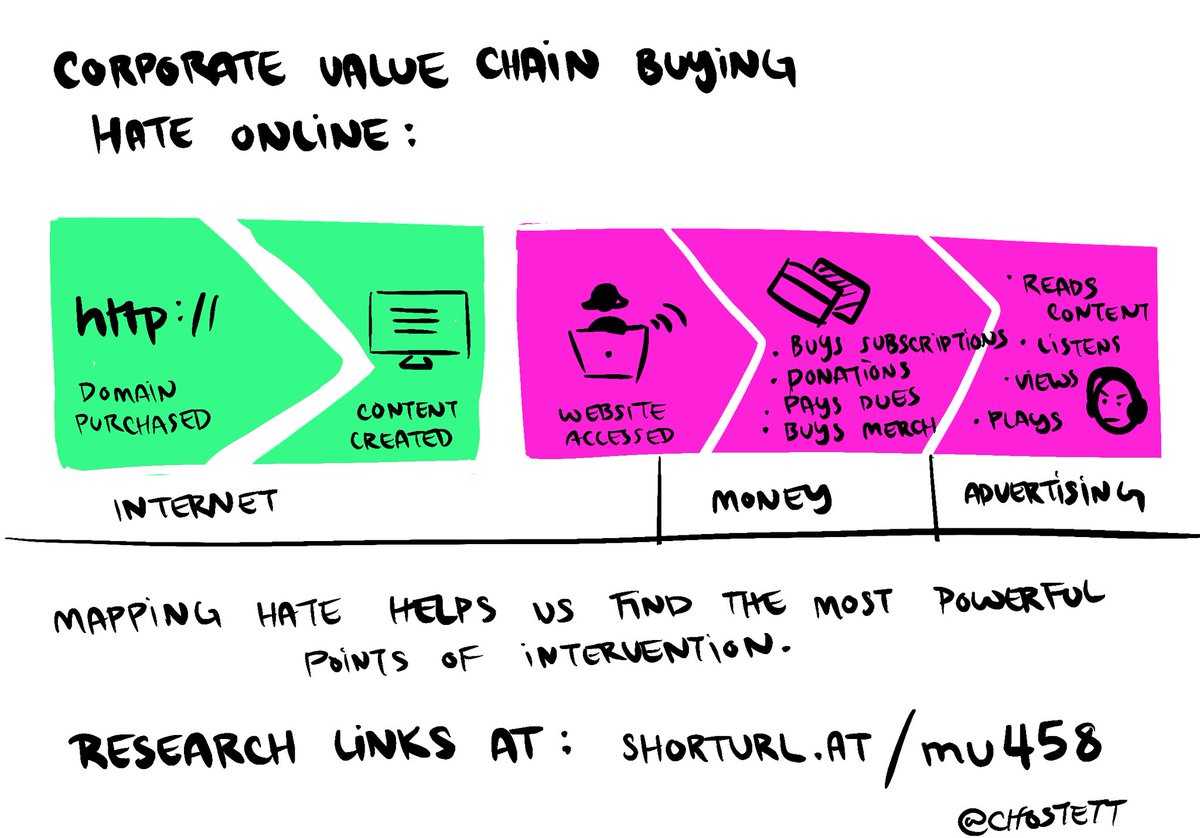 CORPORATE VALUE CHAIN BUYING
HATE ONLINE:
http://
DOMAIN
PURCHASED
CONTENT
CREATED
WEBSITE
ACCESSED
• BUYS SUBSCRIPTIONS
• DONATIONS
• PAYS DUES
• BUYS MERCH
• READS
CONTENT
• LISTENS
• VIEWS
• PLAYS
INTERNET
MONEY
ADVERTISING
MAPPING HATE HELPS US FIND THE MOST POWERFUL
POINTS OF INTERVENTION.
RESEARCH LINKS AT: SHORTURL.AT/mu458
@CHOSTETT